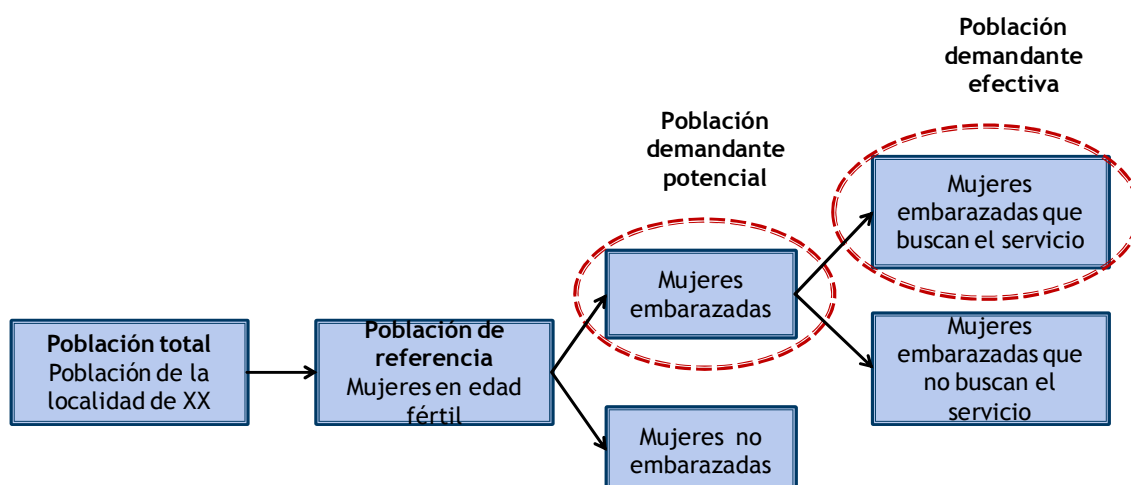 Población
demandante
efectiva
Población
demandante
potencial
Mujeres
embarazadas que
buscan el servicio
Mujeres
embarazadas
Población total
Población de la
localidad de XX
Población de
referencia
Mujeres en edad
fértil
Mujeres
embarazadas que
no buscan el
servicio
Mujeres no
embarazadas